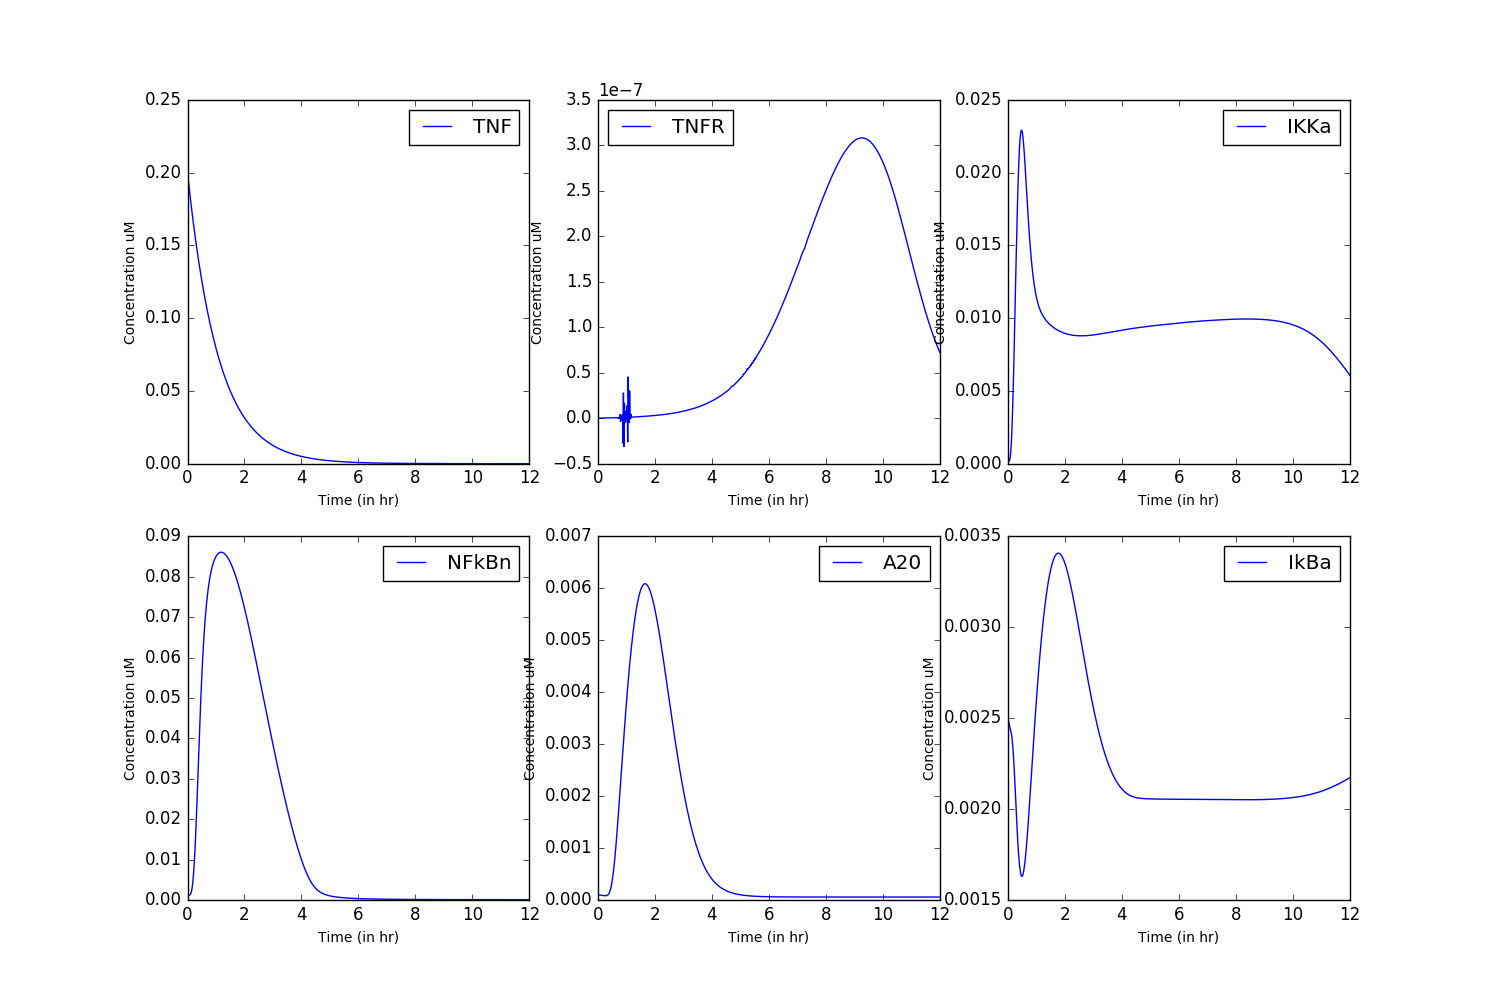 0.25
0.20
0.15
0.10
0.05
0.00
0 2 4 6 8 10 12
Time (in hr)
Concentration uM
TNF
1e−7
3.5
3.0
2.5
2.0
1.5
1.0
0.5
0.0
−0.5
0 2 4 6 8 10 12
Time (in hr)
Concentration uM
TNFR
0.025
0.020
0.015
0.010
0.005
0.000
0 2 4 6 8 10 12
Time (in hr)
Concentration uM
IKKa
0.09
0.08
0.07
0.06
0.05
0.04
0.03
0.02
0.01
0.00
0 2 4 6 8 10 12
Time (in hr)
Concentration uM
NFkBn
0.007
0.006
0.005
0.004
0.003
0.002
0.001
0.000
0 2 4 6 8 10 12
Time (in hr)
Concentration uM
A20
0.0035
0.0030
0.0025
0.0020
0.0015
0 2 4 6 8 10 12
Time (in hr)
Concentration uM
IkBa